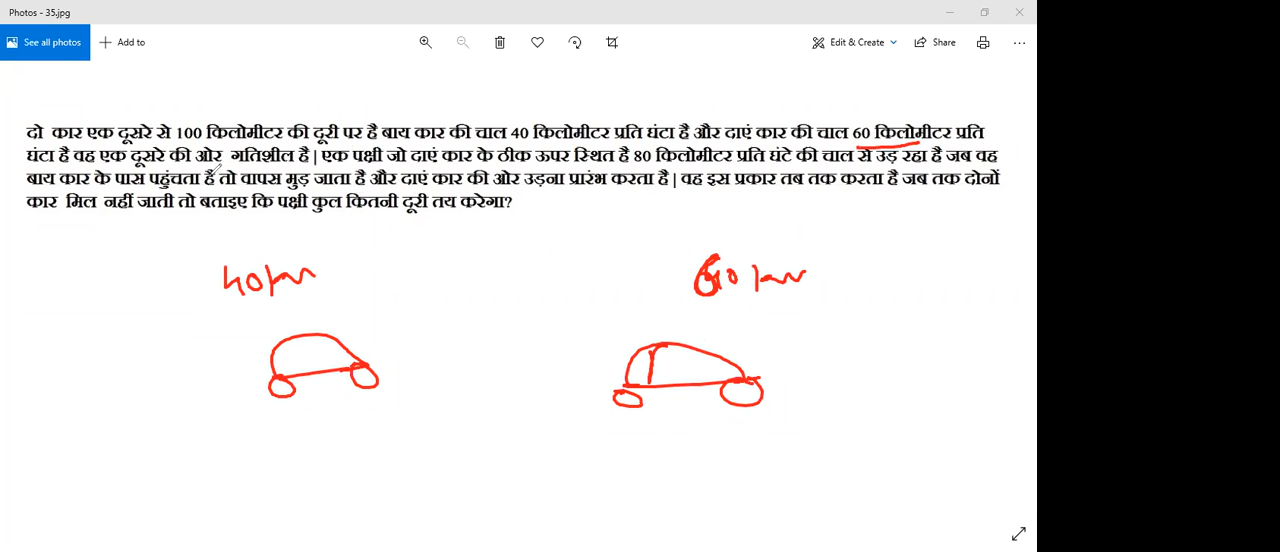 Photos - 35.jpg
See all photos
Add to
Edit & Create
Share
दो कार एक दूसरे से 100 किलोमीटर की दूरी पर है बाय कार की चाल 40 किलोमीटर प्रति घंटा है और दाएं कार की चाल 60 किलोमीटर प्रति
घंटा है वह एक दूसरे की ओर गतिशील है | एक पक्षी जो दाएं कार के ठीक ऊपर स्थित है 80 किलोमीटर प्रति घंटे की चाल से उड़ रहा है जब वह
बाय कार के पास पहुंचता है तो वापस मुड़ जाता है और दाएं कार की ओर उड़ना प्रारंभ करता है | वह इस प्रकार तब तक करता है जब तक दोनों
कार मिल नहीं जाती तो बताइए कि पक्षी कुल कितनी दूरी तय करेगा?
40 km
60 km